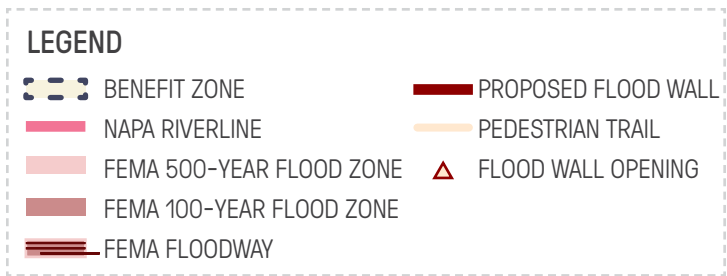 LEGEND
BENEFIT ZONE
NAPA RIVERLINE
FEMA 500-YEAR FLOOD ZONE
FEMA 100-YEAR FLOOD ZONE
FEMA FLOODWAY
PROPOSED FLOOD WALL
PEDESTRIAN TRAIL
FLOOD WALL OPENING